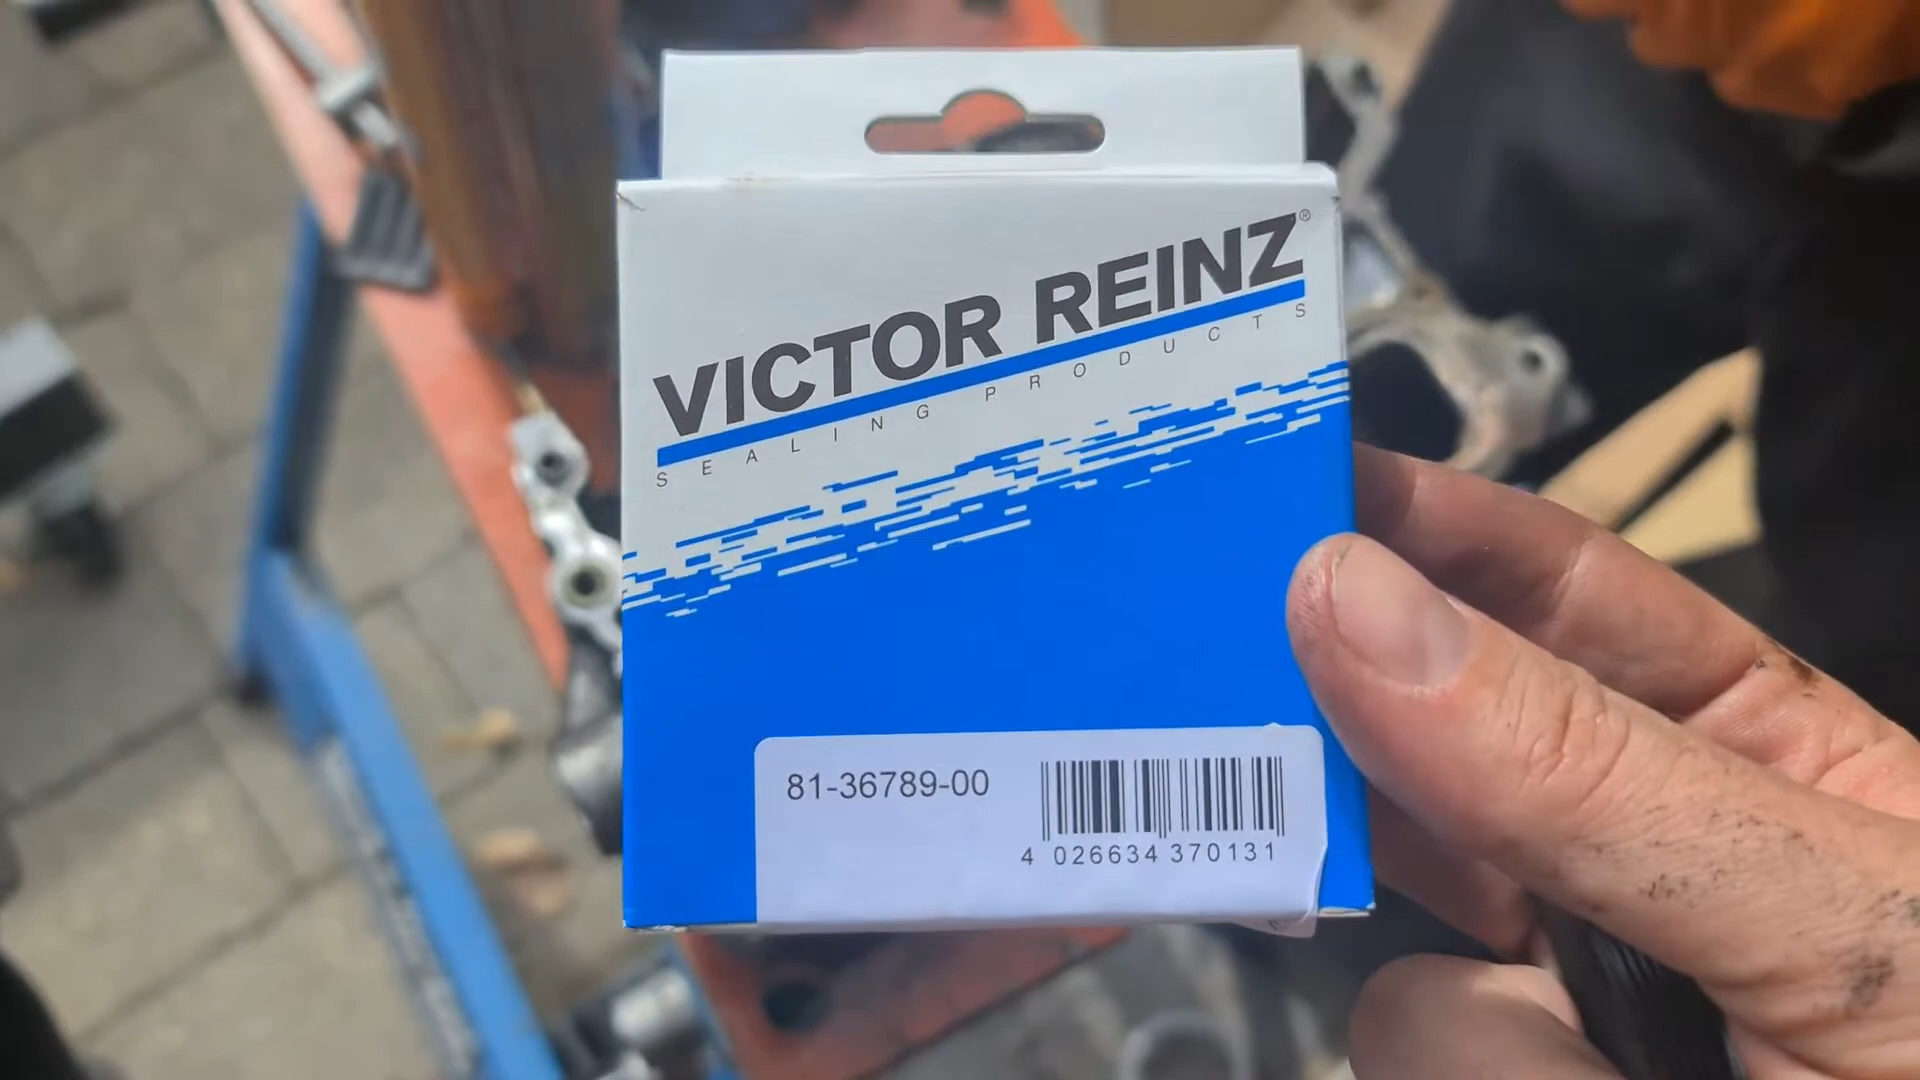 VICTOR REINZ®
SEALING PRODUCTS
81-36789-00
4 026634 370131